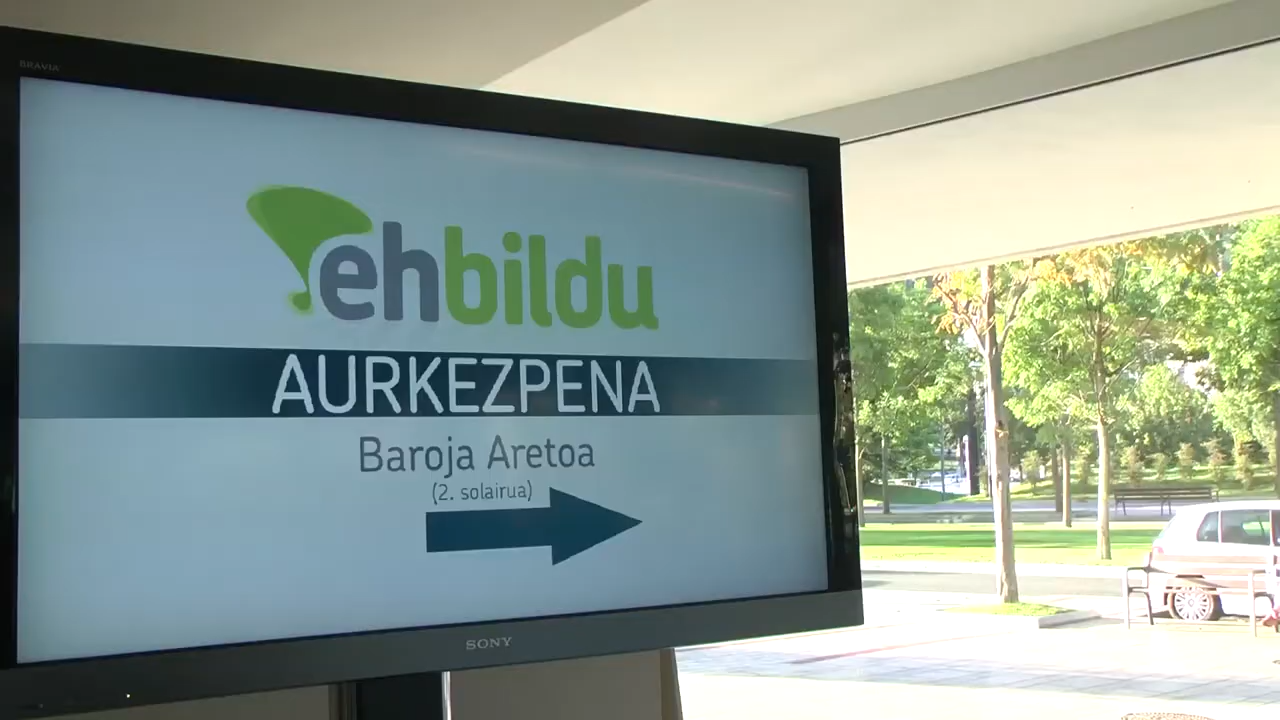 BRAVIA
ehbildu
AURKEZPENA
Baroja Aretoa
(2. solairua)
SONY